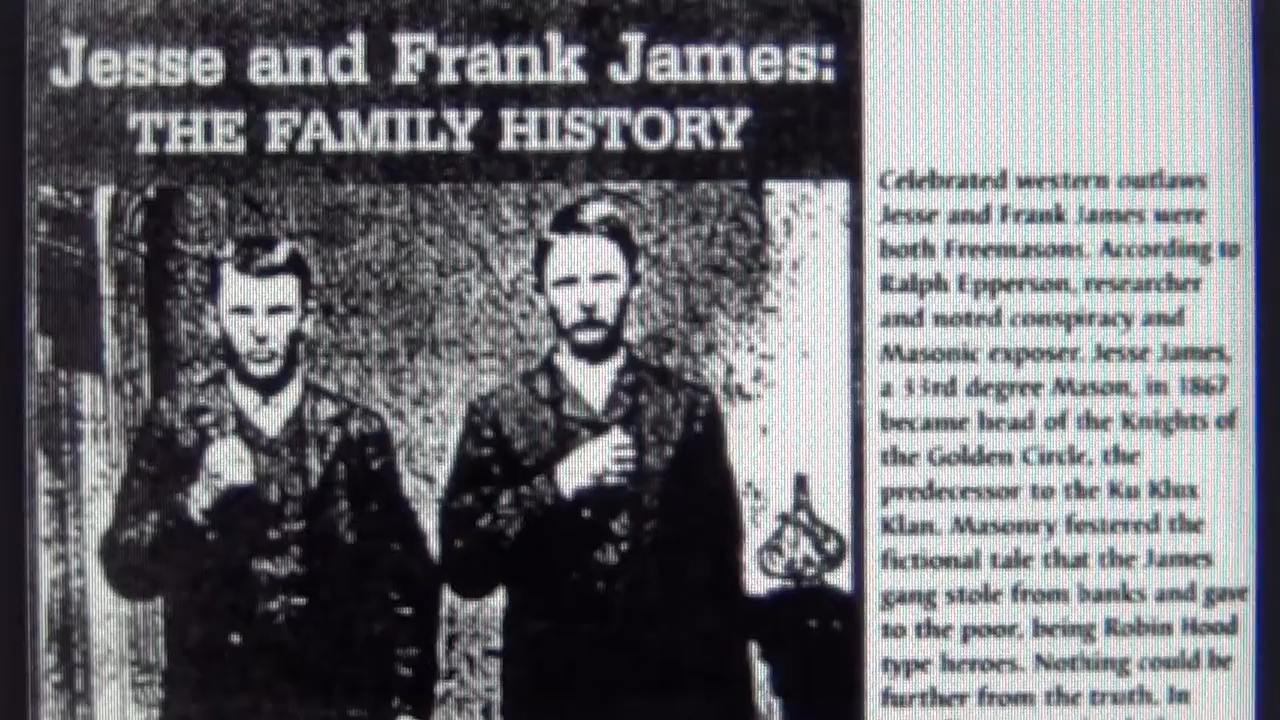 Jesse and Frank James:
THE FAMILY HISTORY
Celebrated western outlaws
Jesse and Frank James were
both Freemasons. According to
Ralph Epperson, researcher
and noted conspiracy and
Masonic exposer, Jesse James,
a 33rd degree Mason, in 1867
became head of the Knights of
the Golden Circle, the
predecessor to the Ku Klux
Klan. Masonry festered the
fictional tale that the James
gang stole from banks and gave
to the poor, being Robin Hood
type heroes. Nothing could be
further from the truth. In